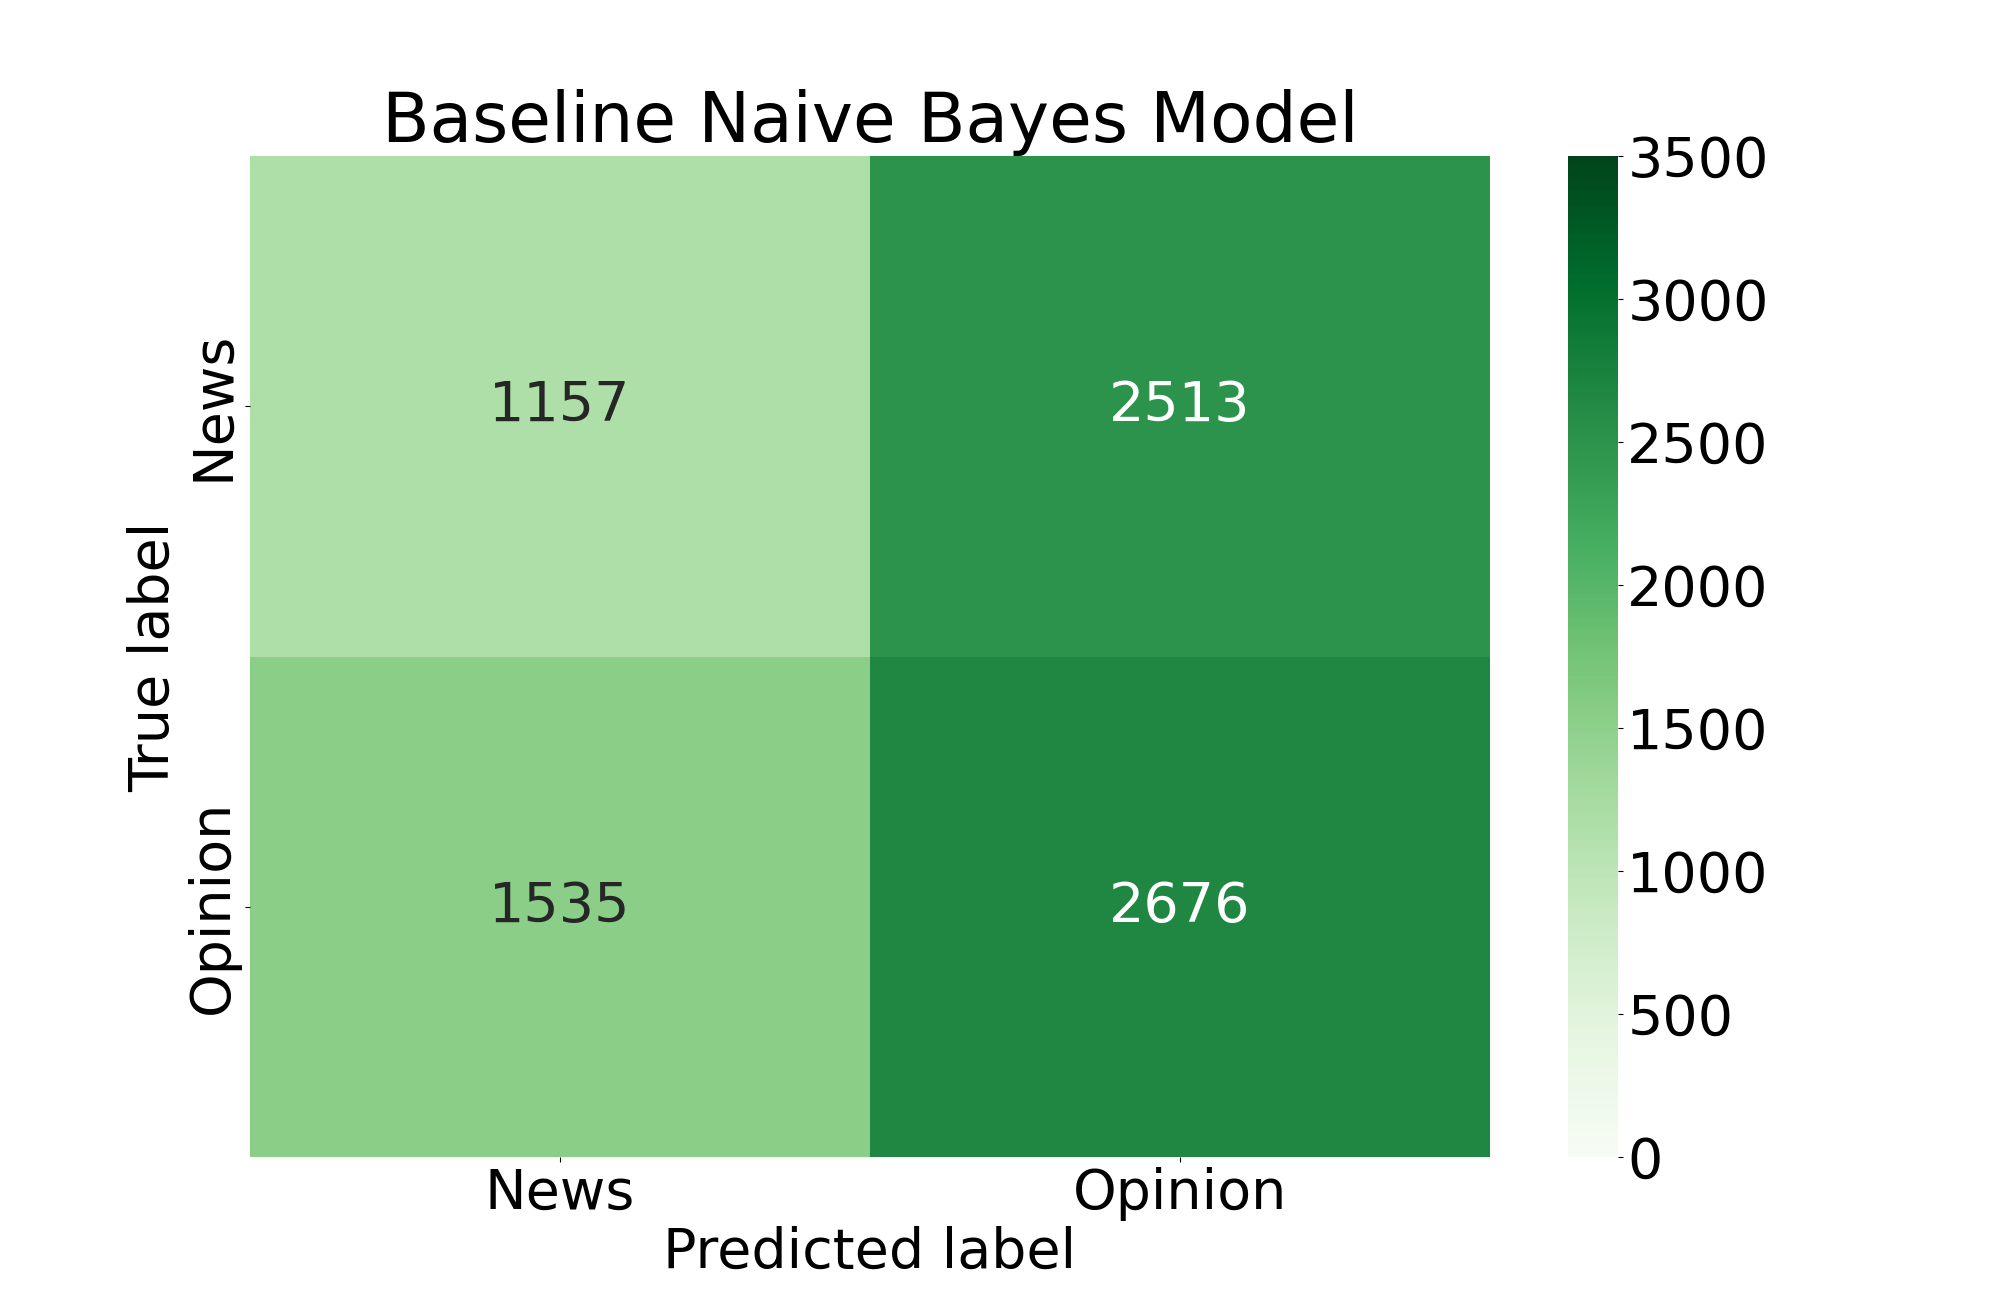 Baseline Naive Bayes Model
True label
News
Opinion
1157
2513
1535
2676
News
Opinion
Predicted label
3500
3000
2500
2000
1500
1000
500
0